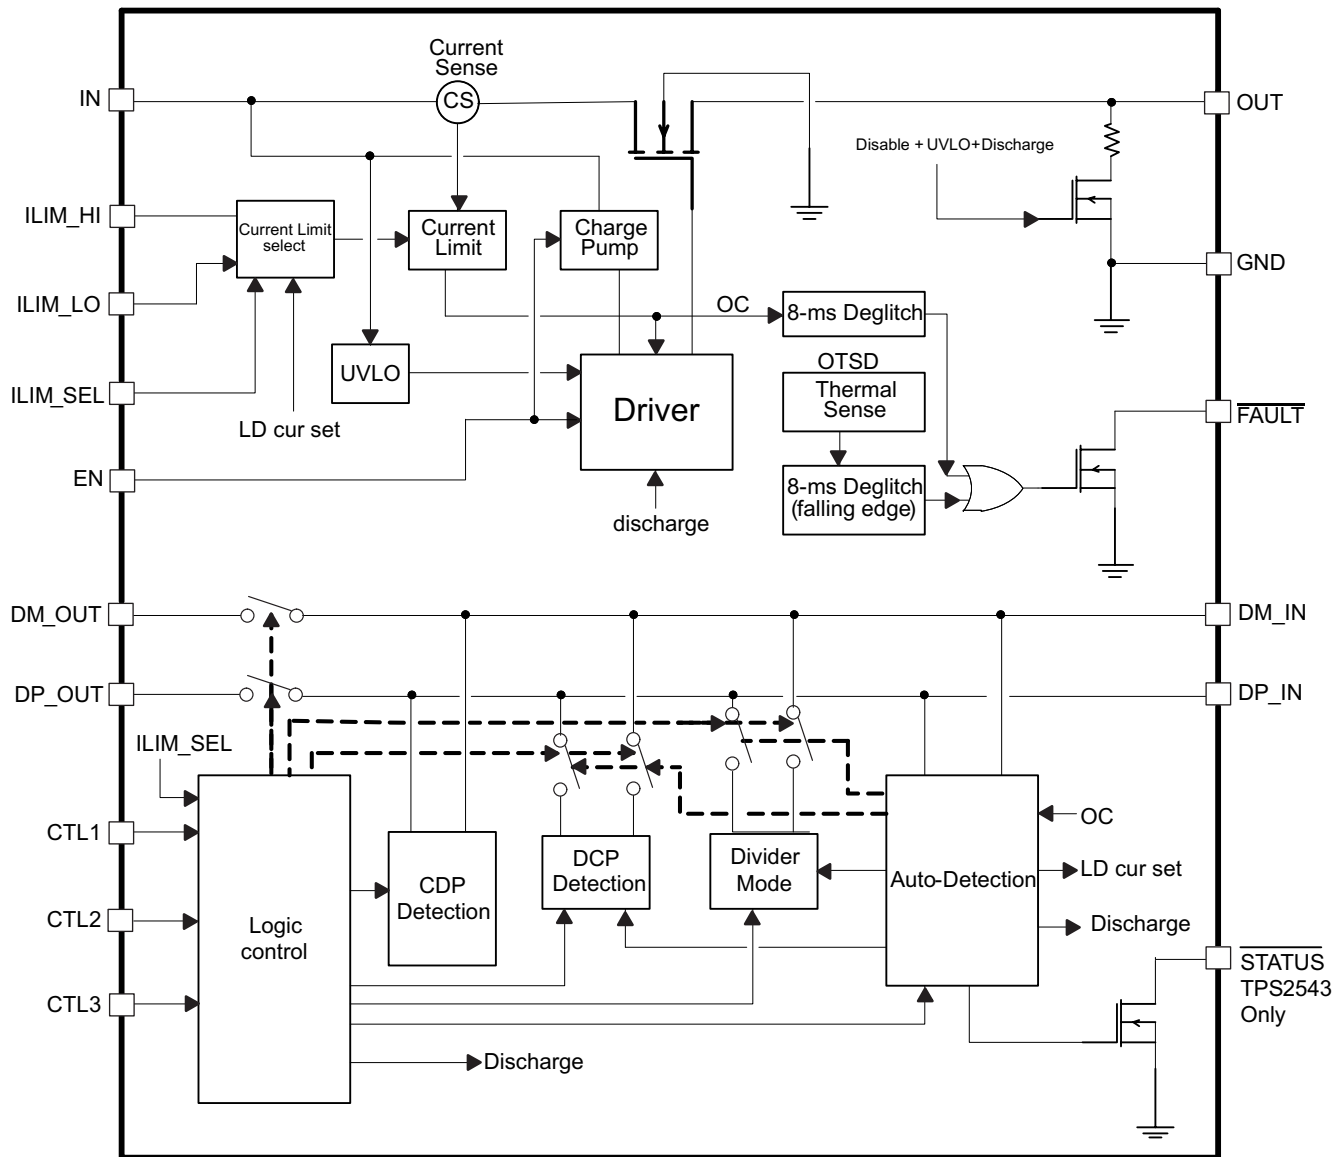 Current
Sense
IN
CS
OUT
Disable + UVLO+Discharge
ILIM_HI
Current Limit
select
Current
Limit
Charge
Pump
GND
ILIM_LO
OC
8-ms Deglitch
UVLO
OTSD
Thermal
Sense
Driver
ILIM_SEL
LD cur set
FAULT
EN
8-ms Deglitch
(falling edge)
discharge
DM_OUT
DM_IN
DP_OUT
DP_IN
ILIM_SEL
CTL1
OC
DCP
Detection
Divider
Mode
Auto-Detection
LD cur set
CDP
Detection
CTL2
Logic
control
Discharge
STATUS
TPS2543
Only
CTL3
Discharge